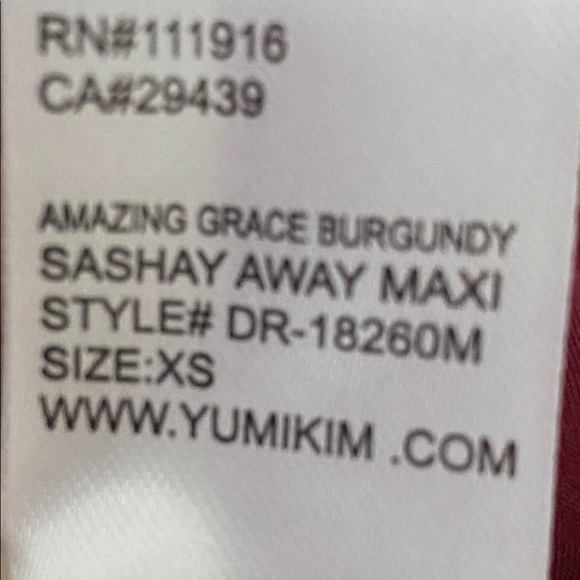 RN#111916
CA#29439
AMAZING GRACE BURGUNDY
SASHAY AWAY MAXI
STYLE# DR-18260M
SIZE:XS
WWW.YUMIKIM .COM